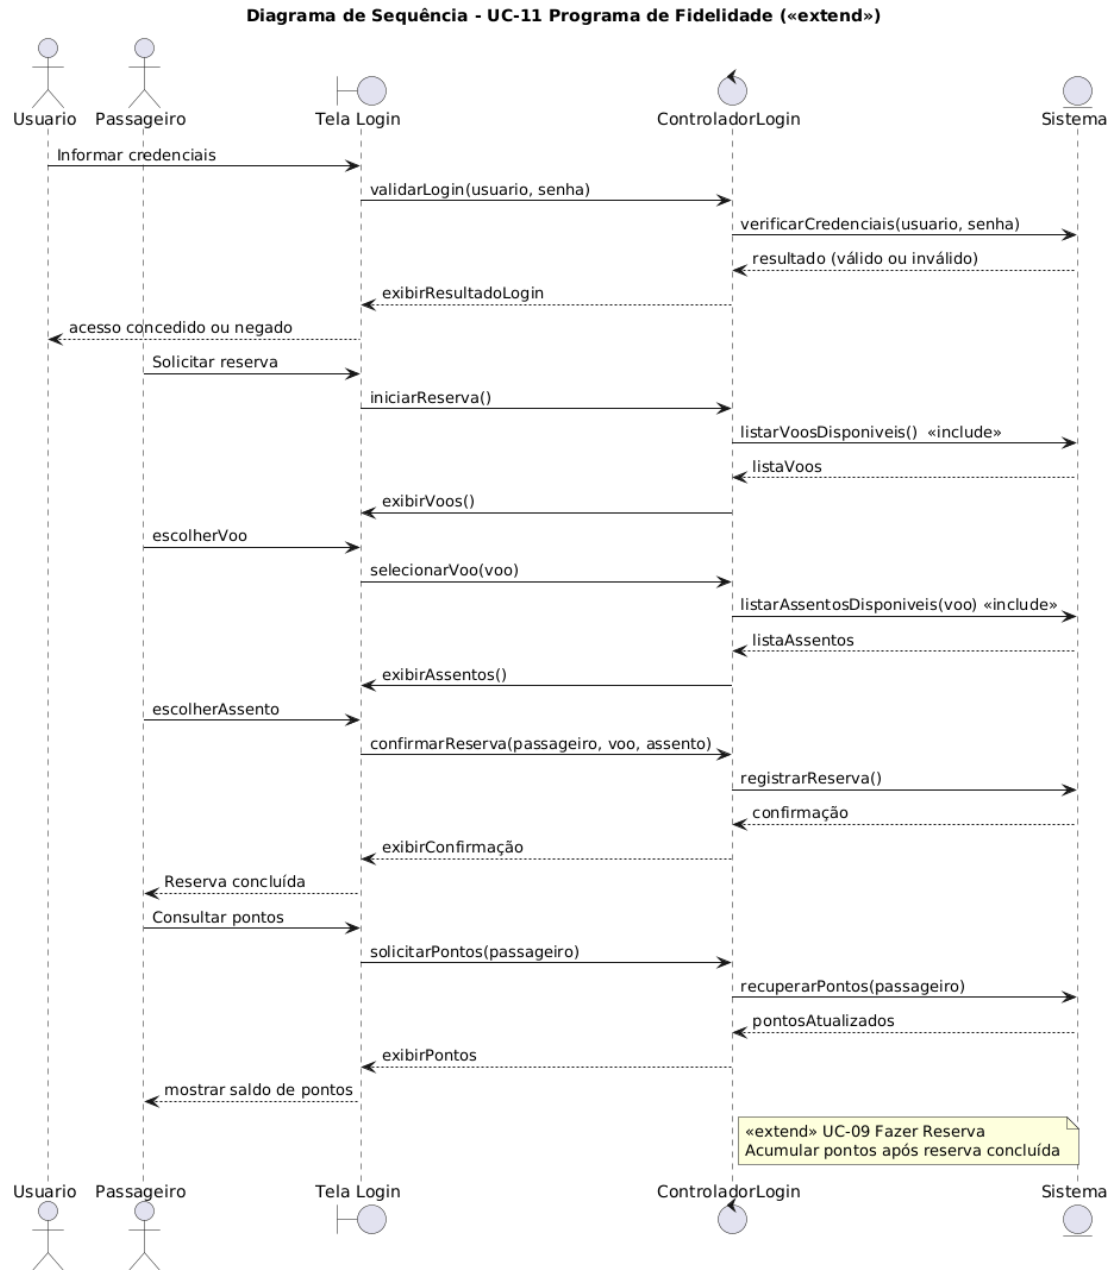 Diagrama de Sequência - UC-11 Programa de Fidelidade («extend»)
Usuario Passageiro Tela Login ControladorLogin Sistema
Informar credenciais
validarLogin(usuario, senha)
verificarCredenciais(usuario, senha)
resultado (válido ou inválido)
exibirResultadoLogin
acesso concedido ou negado
Solicitar reserva
iniciarReserva()
listarVoosDisponiveis() «include»
listaVoos
exibirVoos()
escolherVoo
selecionarVoo(voo)
listarAssentosDisponiveis(voo) «include»
listaAssentos
exibirAssentos()
escolherAssento
confirmarReserva(passageiro, voo, assento)
registrarReserva()
confirmação
exibirConfirmação
Reserva concluída
Consultar pontos
solicitarPontos(passageiro)
recuperarPontos(passageiro)
pontosAtualizados
exibirPontos
mostrar saldo de pontos
«extend» UC-09 Fazer Reserva
Acumular pontos após reserva concluída
Usuario Passageiro Tela Login ControladorLogin Sistema